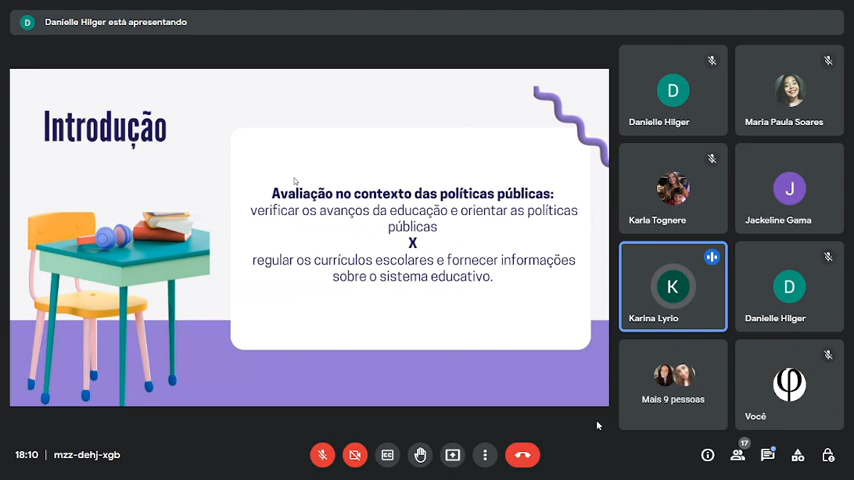 D
Danielle Hilger está apresentando
Introdução
Avaliação no contexto das políticas públicas:
verificar os avanços da educação e orientar as políticas
públicas
X
regular os currículos escolares e fornecer informações
sobre o sistema educativo.
D
Danielle Hilger
Maria Paula Soares
Karla Tognere
J
Jackeline Gama
K
Karina Lyrio
D
Danielle Hilger
Mais 9 pessoas
φ
Você
18:10 | mzz-dehj-xgb
CC
17